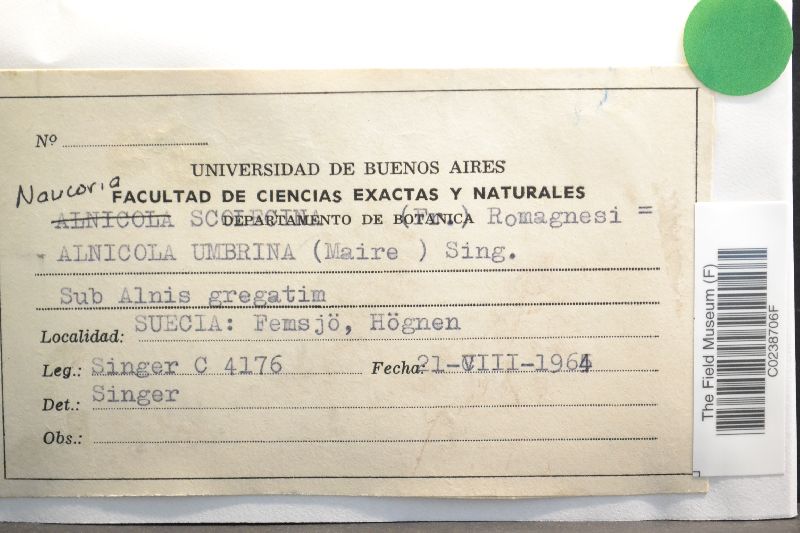 Nº
UNIVERSIDAD DE BUENOS AIRES
Naucoria
FACULTAD DE CIENCIAS EXACTAS Y NATURALES
DEPARTAMENTO DE BOTANICA
ALNICOLA SCOLECINA (Fr.) Romagnesi =
ALNICOLA UMBRINA (Maire ) Sing.
Sub Alnis gregatim
Localidad: SUECIA: Femsjö, Högnen
Leg.: Singer C 4176 Fecha: 21-VIII-1964
Det.: Singer
Obs.:
The Field Museum (F)
C0238706F